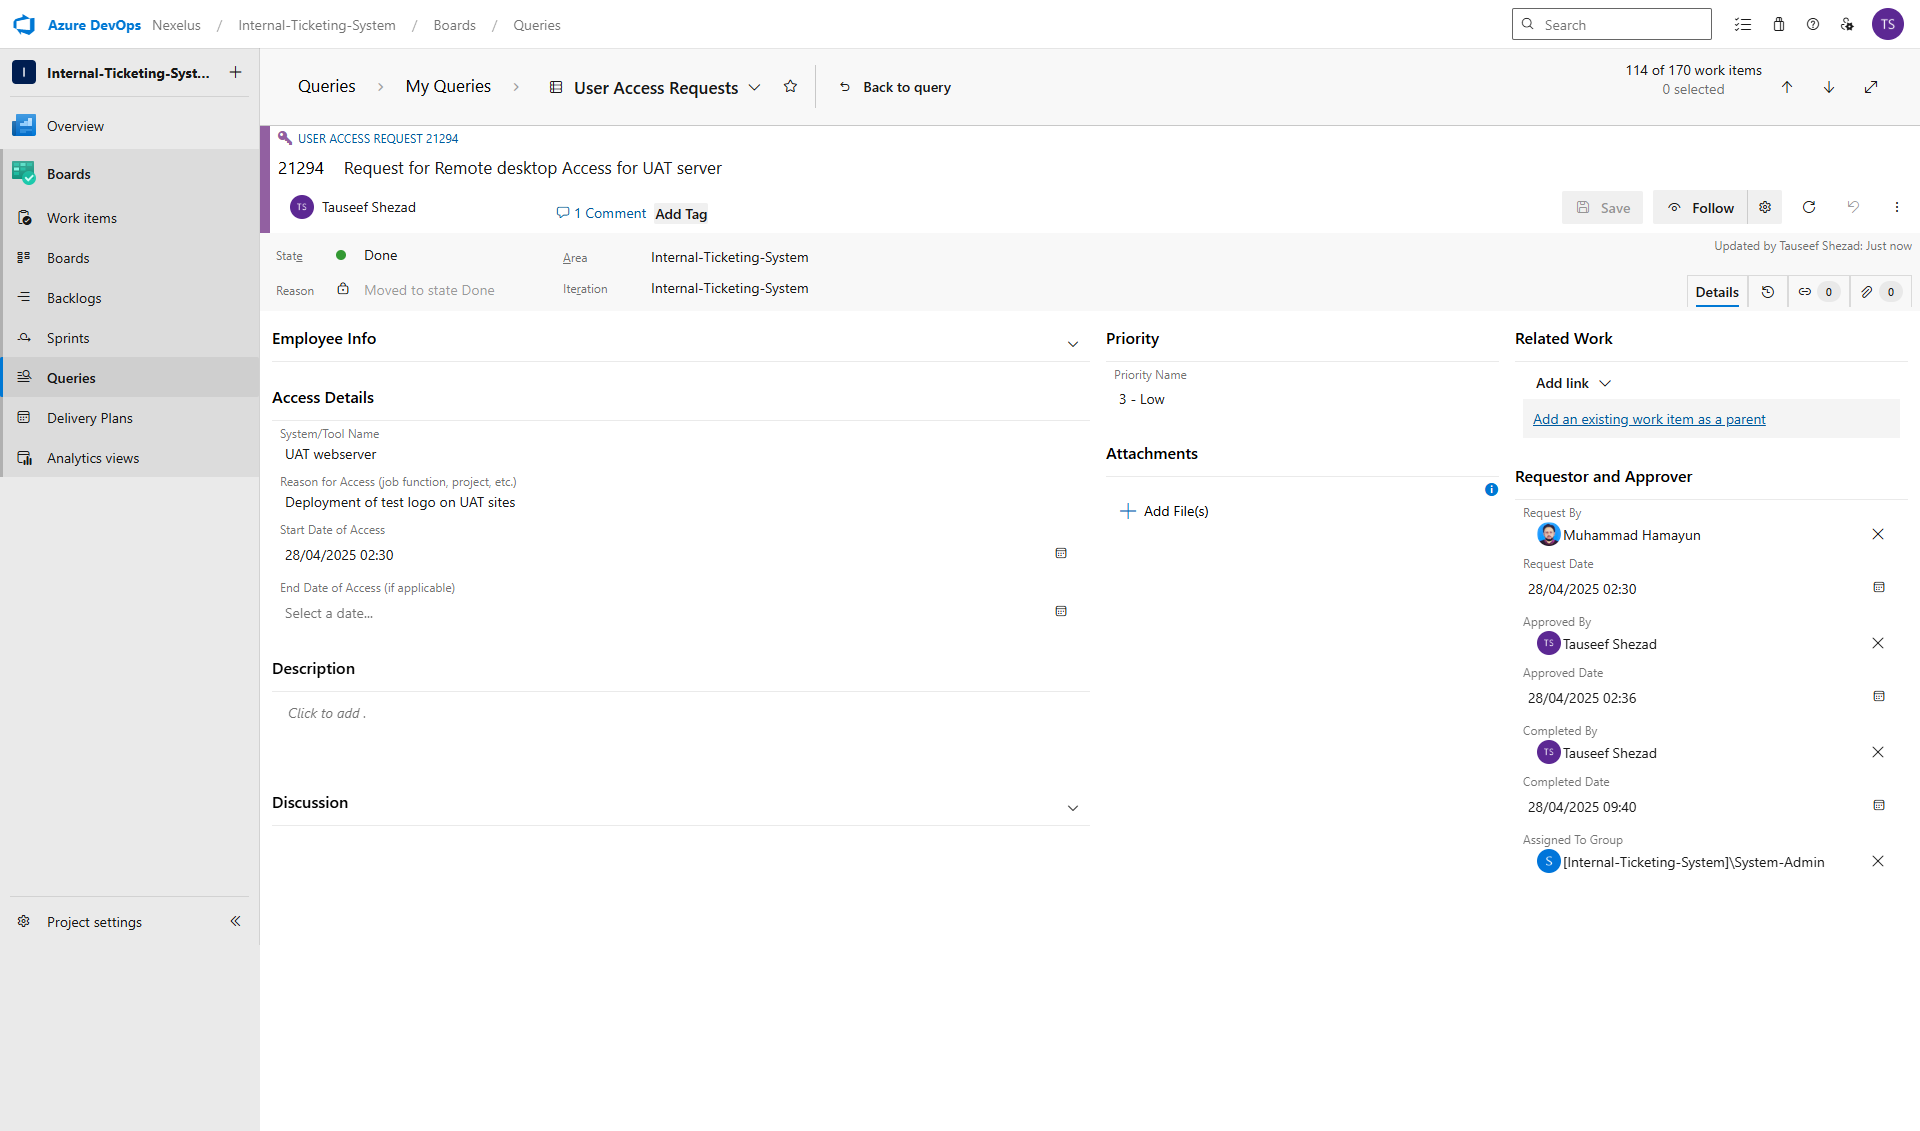 Azure DevOps Nexelus / Internal-Ticketing-System / Boards / Queries
Search
TS
I Internal-Ticketing-Syst...
Overview
Boards
Work items
Boards
Backlogs
Sprints
Queries
Delivery Plans
Analytics views
Project settings
Queries > My Queries > User Access Requests
Back to query
114 of 170 work items
0 selected
USER ACCESS REQUEST 21294
21294 Request for Remote desktop Access for UAT server
TS Tauseef Shezad
1 Comment
Add Tag
Save
Follow
State Done
Area Internal-Ticketing-System
Updated by Tauseef Shezad: Just now
Reason Moved to state Done
Iteration Internal-Ticketing-System
Details
0
0
Employee Info
Access Details
System/Tool Name
UAT webserver
Reason for Access (job function, project, etc.)
Deployment of test logo on UAT sites
Start Date of Access
28/04/2025 02:30
End Date of Access (if applicable)
Select a date...
Description
Click to add .
Discussion
Priority
Priority Name
3 - Low
Attachments
Add File(s)
Related Work
Add link
Add an existing work item as a parent
Requestor and Approver
Request By
Muhammad Hamayun
Request Date
28/04/2025 02:30
Approved By
TS Tauseef Shezad
Approved Date
28/04/2025 02:36
Completed By
TS Tauseef Shezad
Completed Date
28/04/2025 09:40
Assigned To Group
S [Internal-Ticketing-System]\System-Admin